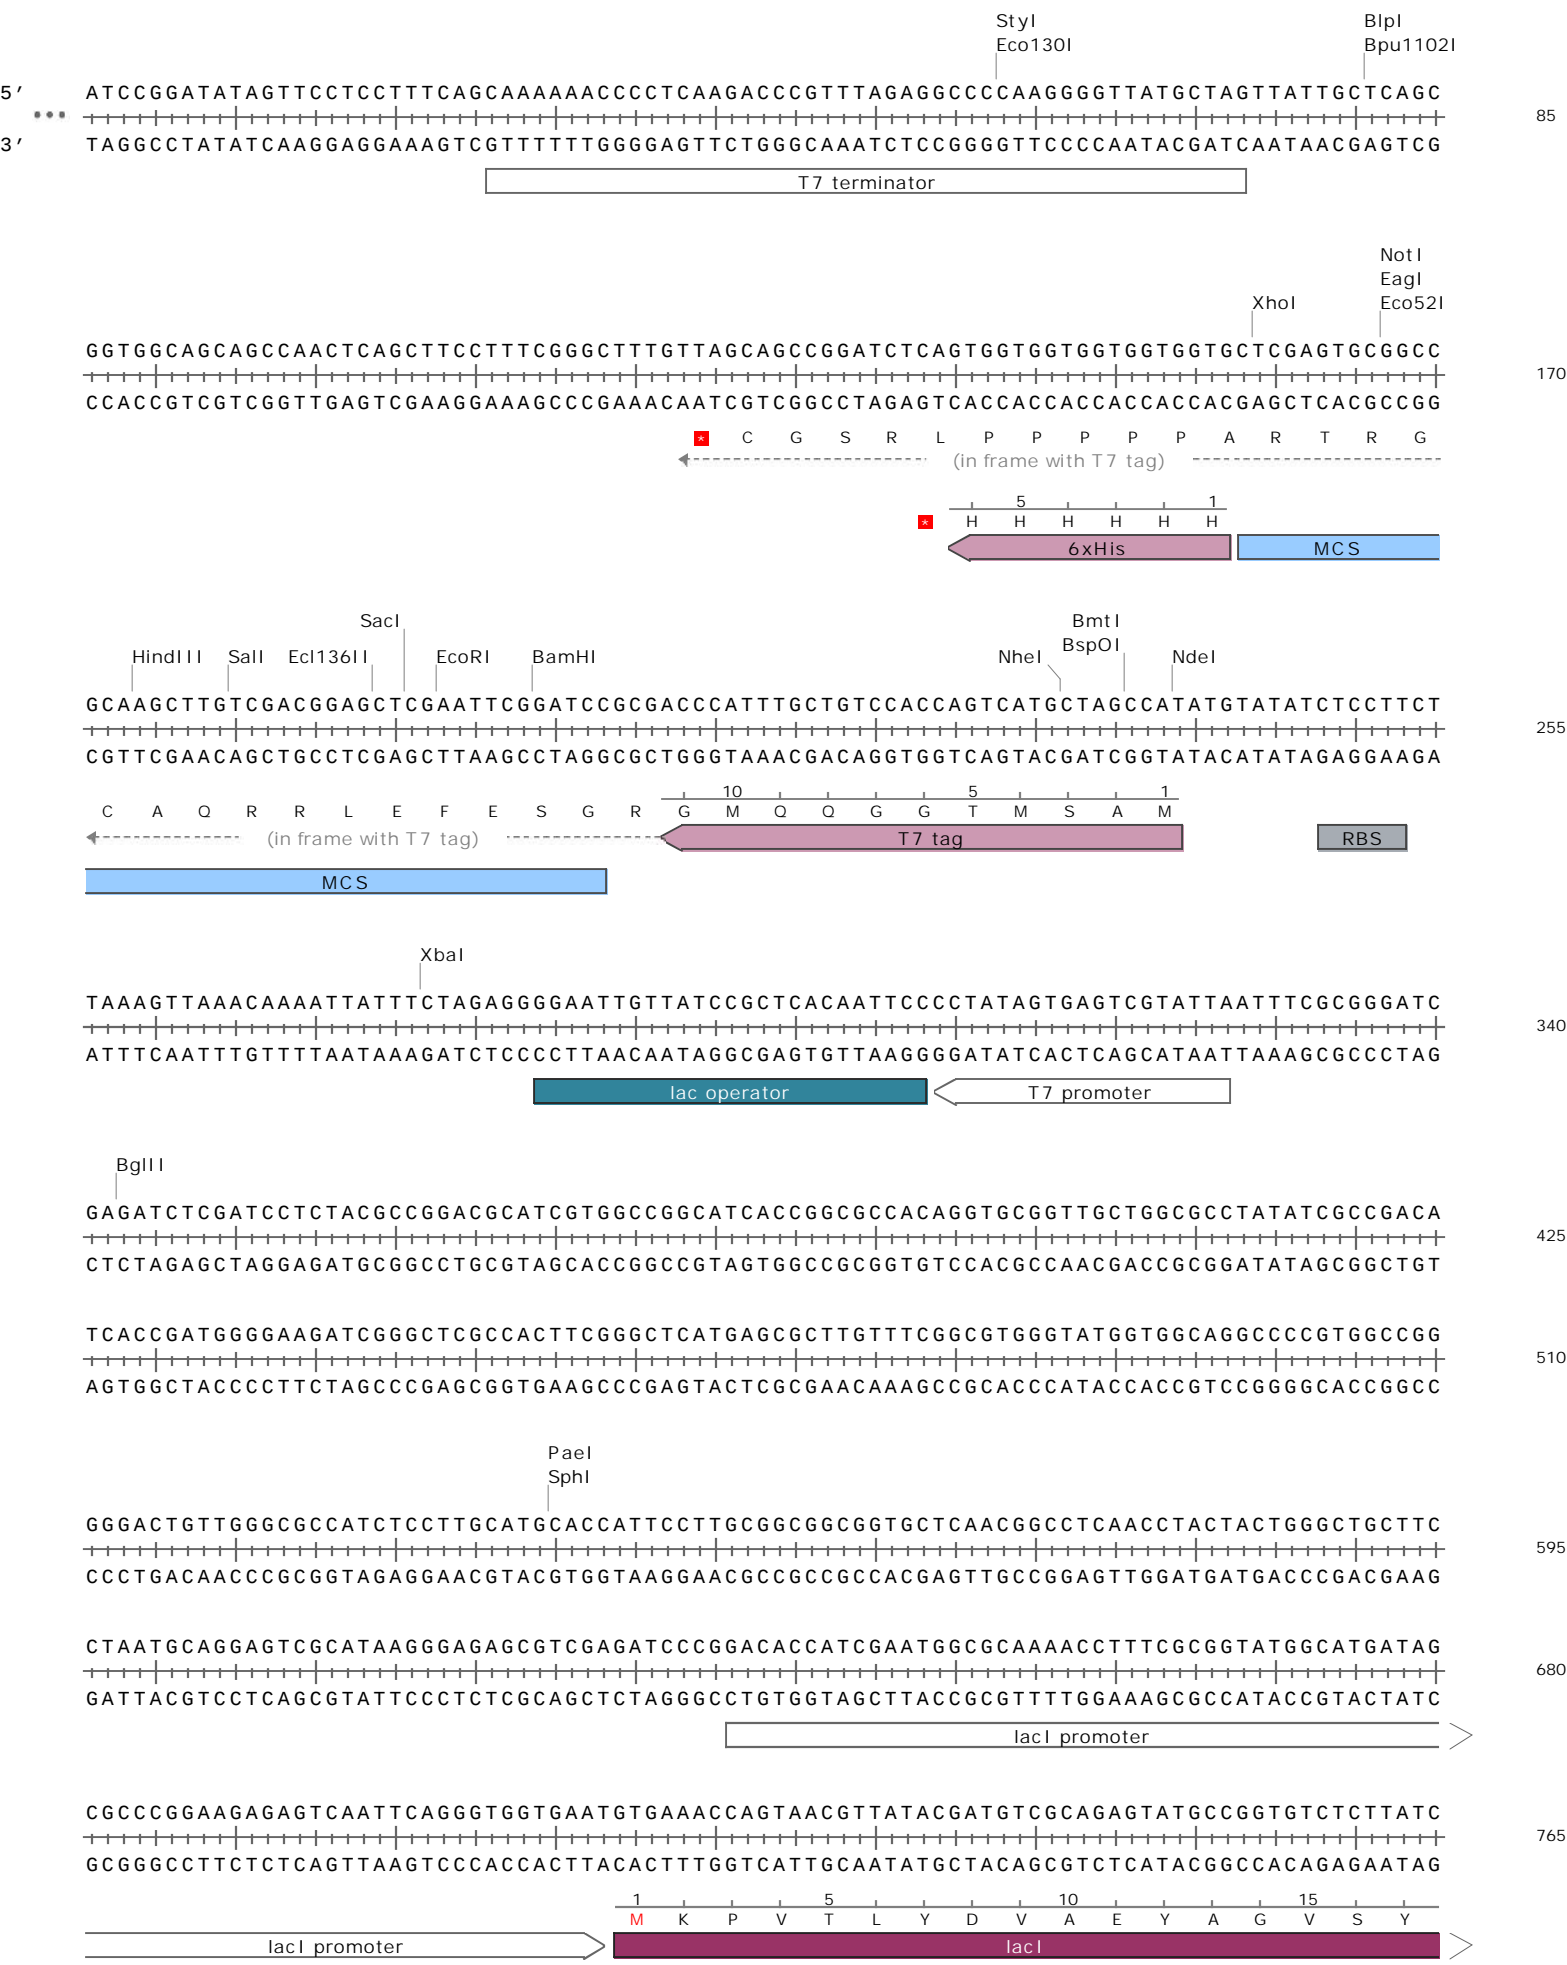 StyI BlpI
Eco130I Bpu1102I
5′ ATCCGGATATAGTTCCTCCTTTCAGCAAAAAACCCCTCAAGACCCGTTTAGAGGCCCCAAGGGGTTATGCTAGTTATTGCTCAGC
85
3′ TAGGCCTATATCAAGGAGGAAAGTCGTTTTTTGGGGAGTTCTGGGCAAATCTCCGGGGTTCCCCAATACGATCAATAACGAGTCG
T7 terminator
NotI
EagI
XhoI Eco52I
GGTGGCAGCAGCCAACTCAGCTTCCTTTCGGGCTTTGTTAGCAGCCGGATCTCAGTGGTGGTGGTGGTGGTGCTCGAGTGCGGCC
170
CCACCGTCGTCGGTTGAGTCGAAGGAAAGCCCGAAACAATCGTCGGCCTAGAGTCACCACCACCACCACCACGAGCTCACGCCGG
* C G S R L P P P P P A R T R G
(in frame with T7 tag)
5 1
* H H H H H H
6xHis MCS
SacI BmtI
BspOI
HindIII SalI Ecl136II EcoRI BamHI NheI NdeI
GCAAGCTTGTCGACGGAGCTCGAATTCGGATCCGCGACCCATTTGCTGTCCACCAGTCATGCTAGCCATATGTATATCTCCTTCT
255
CGTTCGAACAGCTGCCTCGAGCTTAAGCCTAGGCGCTGGGTAAACGACAGGTGGTCAGTACGATCGGTATACATATAGAGGAAGA
10 5 1
C A Q R R L E F E S G R G M Q Q G G T M S A M
(in frame with T7 tag) T7 tag RBS
MCS
XbaI
TAAAGTTAAACAAAATTATTTCTAGAGGGGAATTGTTATCCGCTCACAATTCCCCTATAGTGAGTCGTATTAATTTCGCGGGATC
340
ATTTCAATTTGTTTTAATAAAGATCTCCCCTTAACAATAGGCGAGTGTTAAGGGGATATCACTCAGCATAATTAAAGCGCCCTAG
lac operator T7 promoter
BglII
GAGATCTCGATCCTCTACGCCGGACGCATCGTGGCCGGCATCACCGGCGCCACAGGTGCGGTTGCTGGCGCCTATATCGCCGACA
425
CTCTAGAGCTAGGAGATGCGGCCTGCGTAGCACCGGCCGTAGTGGCCGCGGTGTCCACGCCAACGACCGCGGATATAGCGGCTGT
TCACCGATGGGGAAGATCGGGCTCGCCACTTCGGGCTCATGAGCGCTTGTTTCGGCGTGGGTATGGTGGCAGGCCCCGTGGCCGG
510
AGTGGCTACCCCTTCTAGCCCGAGCGGTGAAGCCCGAGTACTCGCGAACAAAGCCGCACCCATACCACCGTCCGGGGCACCGGCC
PaeI
SphI
GGGACTGTTGGGCGCCATCTCCTTGCATGCACCATTCCTTGCGGCGGCGGTGCTCAACGGCCTCAACCTACTACTGGGCTGCTTC
595
CCCTGACAACCCGCGGTAGAGGAACGTACGTGGTAAGGAACGCCGCCGCCACGAGTTGCCGGAGTTGGATGATGACCCGACGAAG
CTAATGCAGGAGTCGCATAAGGGAGAGCGTCGAGATCCCGGACACCATCGAATGGCGCAAAACCTTTCGCGGTATGGCATGATAG
680
GATTACGTCCTCAGCGTATTCCCTCTCGCAGCTCTAGGGCCTGTGGTAGCTTACCGCGTTTTGGAAAGCGCCATACCGTACTATC
lacI promoter
CGCCCGGAAGAGAGTCAATTCAGGGTGGTGAATGTGAAACCAGTAACGTTATACGATGTCGCAGAGTATGCCGGTGTCTCTTATC
765
GCGGGCCTTCTCTCAGTTAAGTCCCACCACTTACACTTTGGTCATTGCAATATGCTACAGCGTCTCATACGGCCACAGAGAATAG
1 5 10 15
M K P V T L Y D V A E Y A G V S Y
lacI promoter lacI